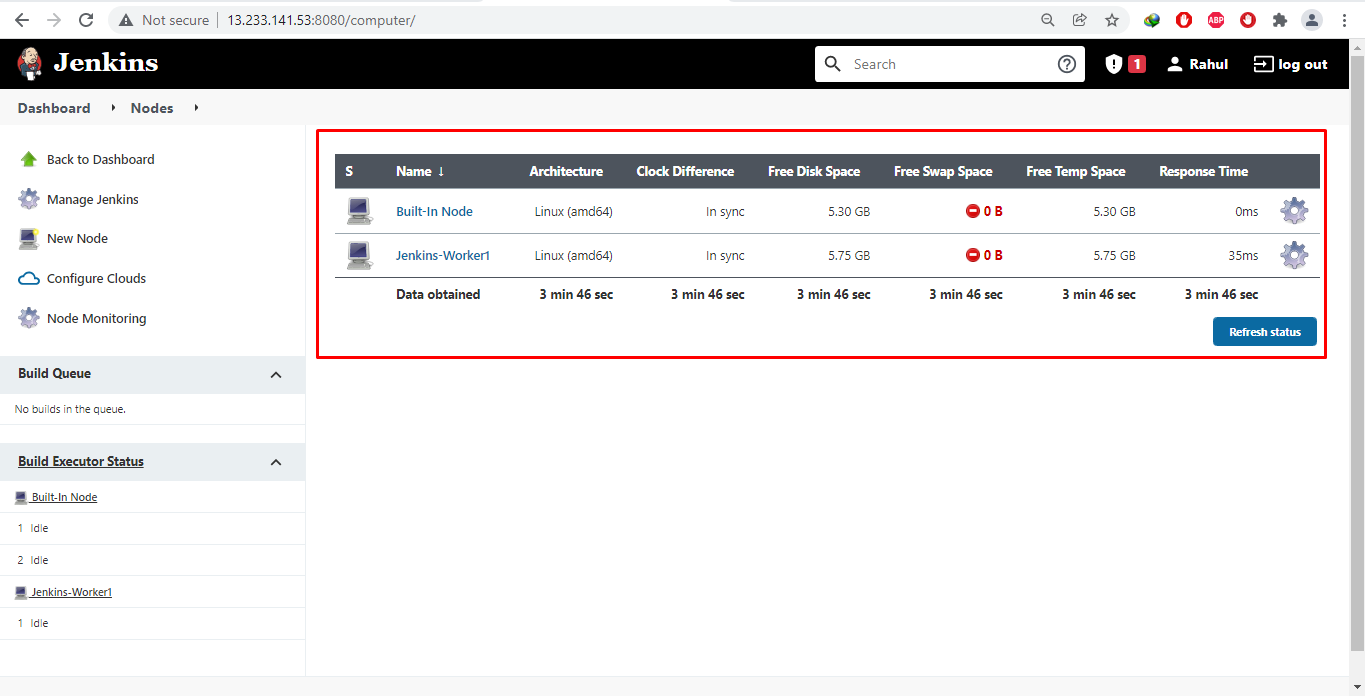 Not secure 13.233.141.53:8080/computer/ ABP
Jenkins Search 1 Rahul log out
Dashboard Nodes
Back to Dashboard
Manage Jenkins
New Node
Configure Clouds
Node Monitoring
Build Queue
No builds in the queue.
Build Executor Status
Built-In Node
1 Idle
2 Idle
Jenkins-Worker1
1 Idle
S Name ↓ Architecture Clock Difference Free Disk Space Free Swap Space Free Temp Space Response Time
Built-In Node Linux (amd64) In sync 5.30 GB 0 B 5.30 GB 0ms
Jenkins-Worker1 Linux (amd64) In sync 5.75 GB 0 B 5.75 GB 35ms
Data obtained 3 min 46 sec 3 min 46 sec 3 min 46 sec 3 min 46 sec 3 min 46 sec 3 min 46 sec
Refresh status